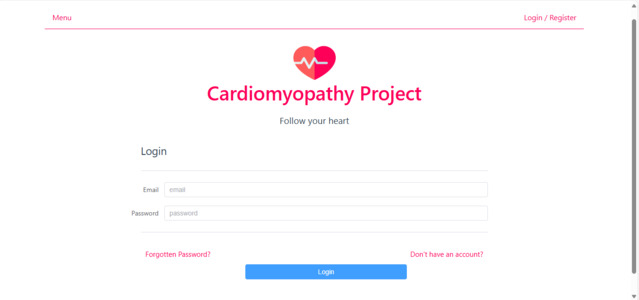 Menu Login / Register
Cardiomyopathy Project
Follow your heart
Login
Email email
Password password
Forgotten Password? Don't have an account?
Login